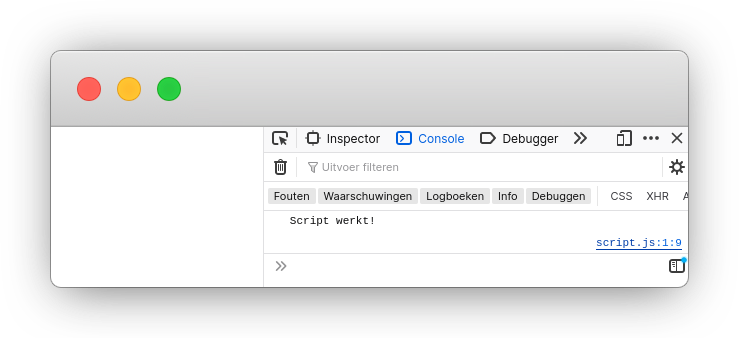 Inspector Console Debugger
Uitvoer filteren
Fouten Waarschuwingen Logboeken Info Debuggen CSS XHR
Script werkt!
script.js:1:9